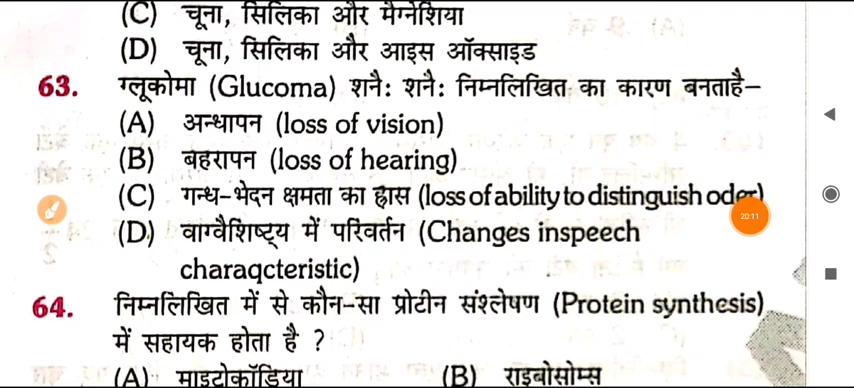 (C) चूना, सिलिका और मैग्नेशिया
(D) चूना, सिलिका और आइस ऑक्साइड
63. ग्लूकोमा (Glucoma) शनै: शनै: निम्नलिखित का कारण बनताहै–
(A) अन्धापन (loss of vision)
(B) बहरापन (loss of hearing)
(C) गन्ध-भेदन क्षमता का ह्रास (loss of ability to distinguish oder)
20:11
(D) वाग्वैशिष्ट्य में परिवर्तन (Changes inspeech
charaqcteristic)
64. निम्नलिखित में से कौन-सा प्रोटीन संश्लेषण (Protein synthesis)
में सहायक होता है ?
(A) माइटोकॉंड्रिया (B) राइबोसोम्स